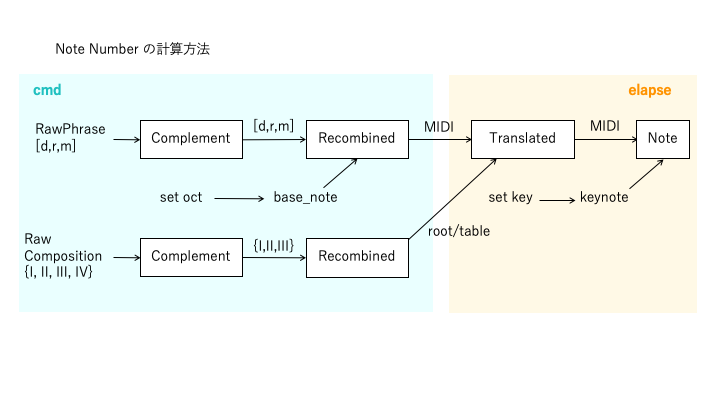 Note Number の計算方法
cmd
elapse
RawPhrase
[d,r,m]
Complement
[d,r,m]
Recombined
MIDI
Translated
MIDI
Note
set oct
base_note
set key
keynote
root/table
Raw
Composition
{I, II, III, IV}
Complement
{I,II,III}
Recombined